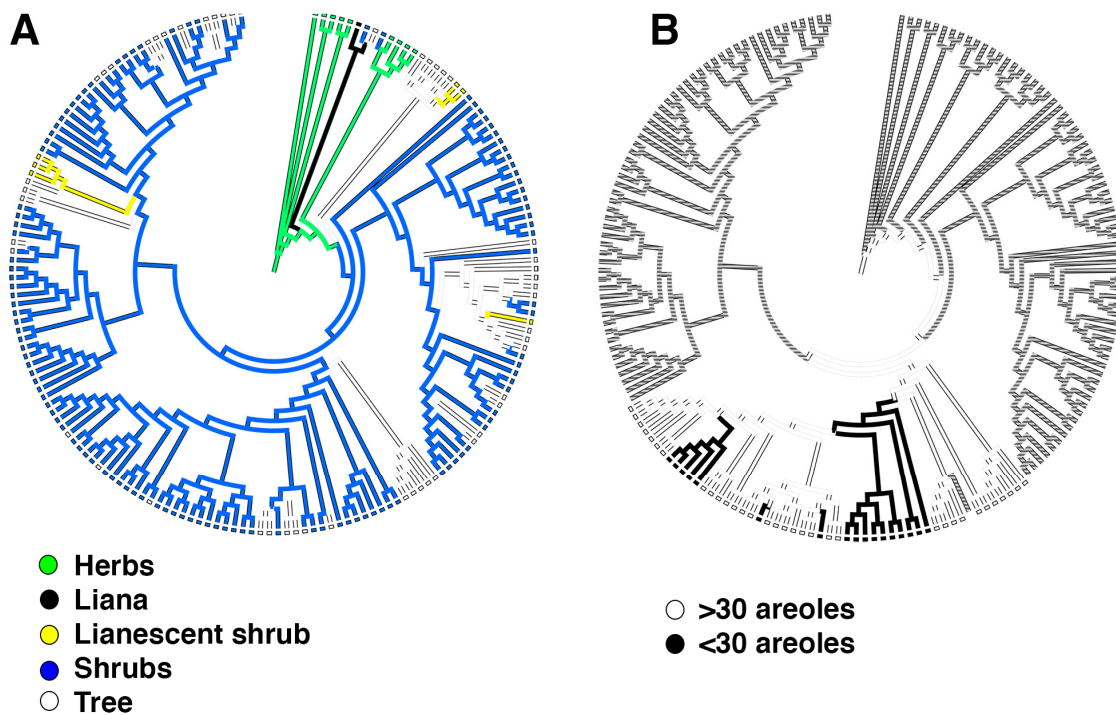 A
B
Herbs
Liana
Lianescent shrub
Shrubs
Tree
>30 areoles
<30 areoles